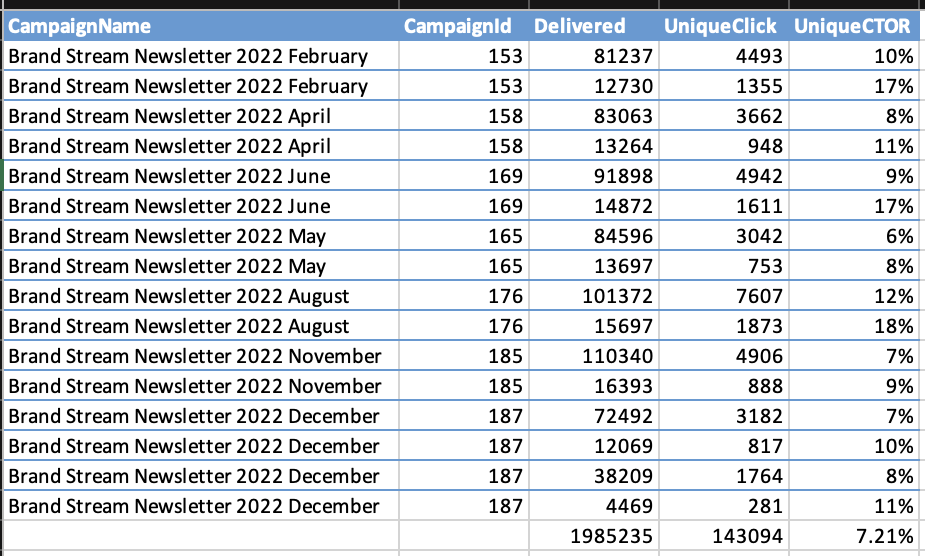 CampaignName CampaignId Delivered UniqueClick UniqueCTOR
Brand Stream Newsletter 2022 February 153 81237 4493 10%
Brand Stream Newsletter 2022 February 153 12730 1355 17%
Brand Stream Newsletter 2022 April 158 83063 3662 8%
Brand Stream Newsletter 2022 April 158 13264 948 11%
Brand Stream Newsletter 2022 June 169 91898 4942 9%
Brand Stream Newsletter 2022 June 169 14872 1611 17%
Brand Stream Newsletter 2022 May 165 84596 3042 6%
Brand Stream Newsletter 2022 May 165 13697 753 8%
Brand Stream Newsletter 2022 August 176 101372 7607 12%
Brand Stream Newsletter 2022 August 176 15697 1873 18%
Brand Stream Newsletter 2022 November 185 110340 4906 7%
Brand Stream Newsletter 2022 November 185 16393 888 9%
Brand Stream Newsletter 2022 December 187 72492 3182 7%
Brand Stream Newsletter 2022 December 187 12069 817 10%
Brand Stream Newsletter 2022 December 187 38209 1764 8%
Brand Stream Newsletter 2022 December 187 4469 281 11%
1985235 143094 7.21%